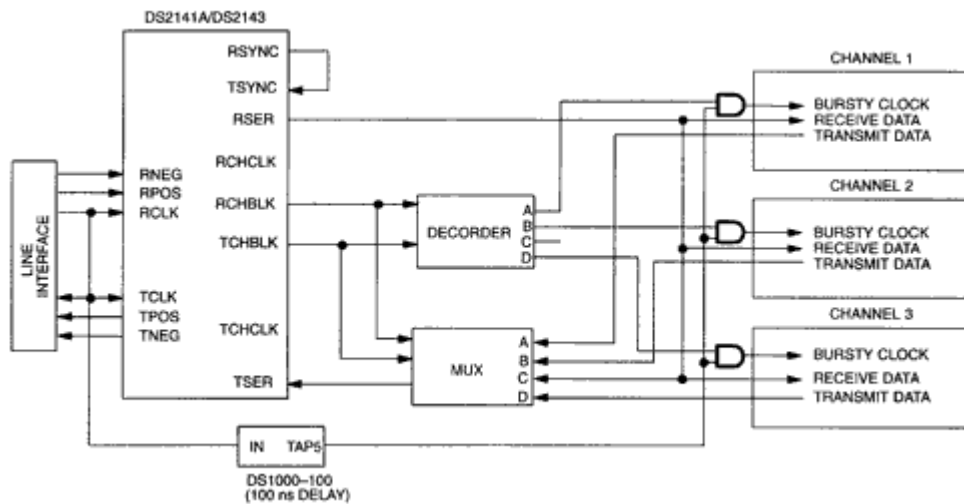 DS2141A/DS2143
RSYNC
TSYNC
RSER
RCHCLK
RCHBLK
TCHBLK
TCHCLK
TSER
RNEG
RPOS
RCLK
TCLK
TPOS
TNEG
LINE
INTERFACE
DECORDER
A
B
C
D
MUX
A
B
C
D
IN TAP5
DS1000–100
(100 ns DELAY)
CHANNEL 1
BURSTY CLOCK
RECEIVE DATA
TRANSMIT DATA
CHANNEL 2
BURSTY CLOCK
RECEIVE DATA
TRANSMIT DATA
CHANNEL 3
BURSTY CLOCK
RECEIVE DATA
TRANSMIT DATA